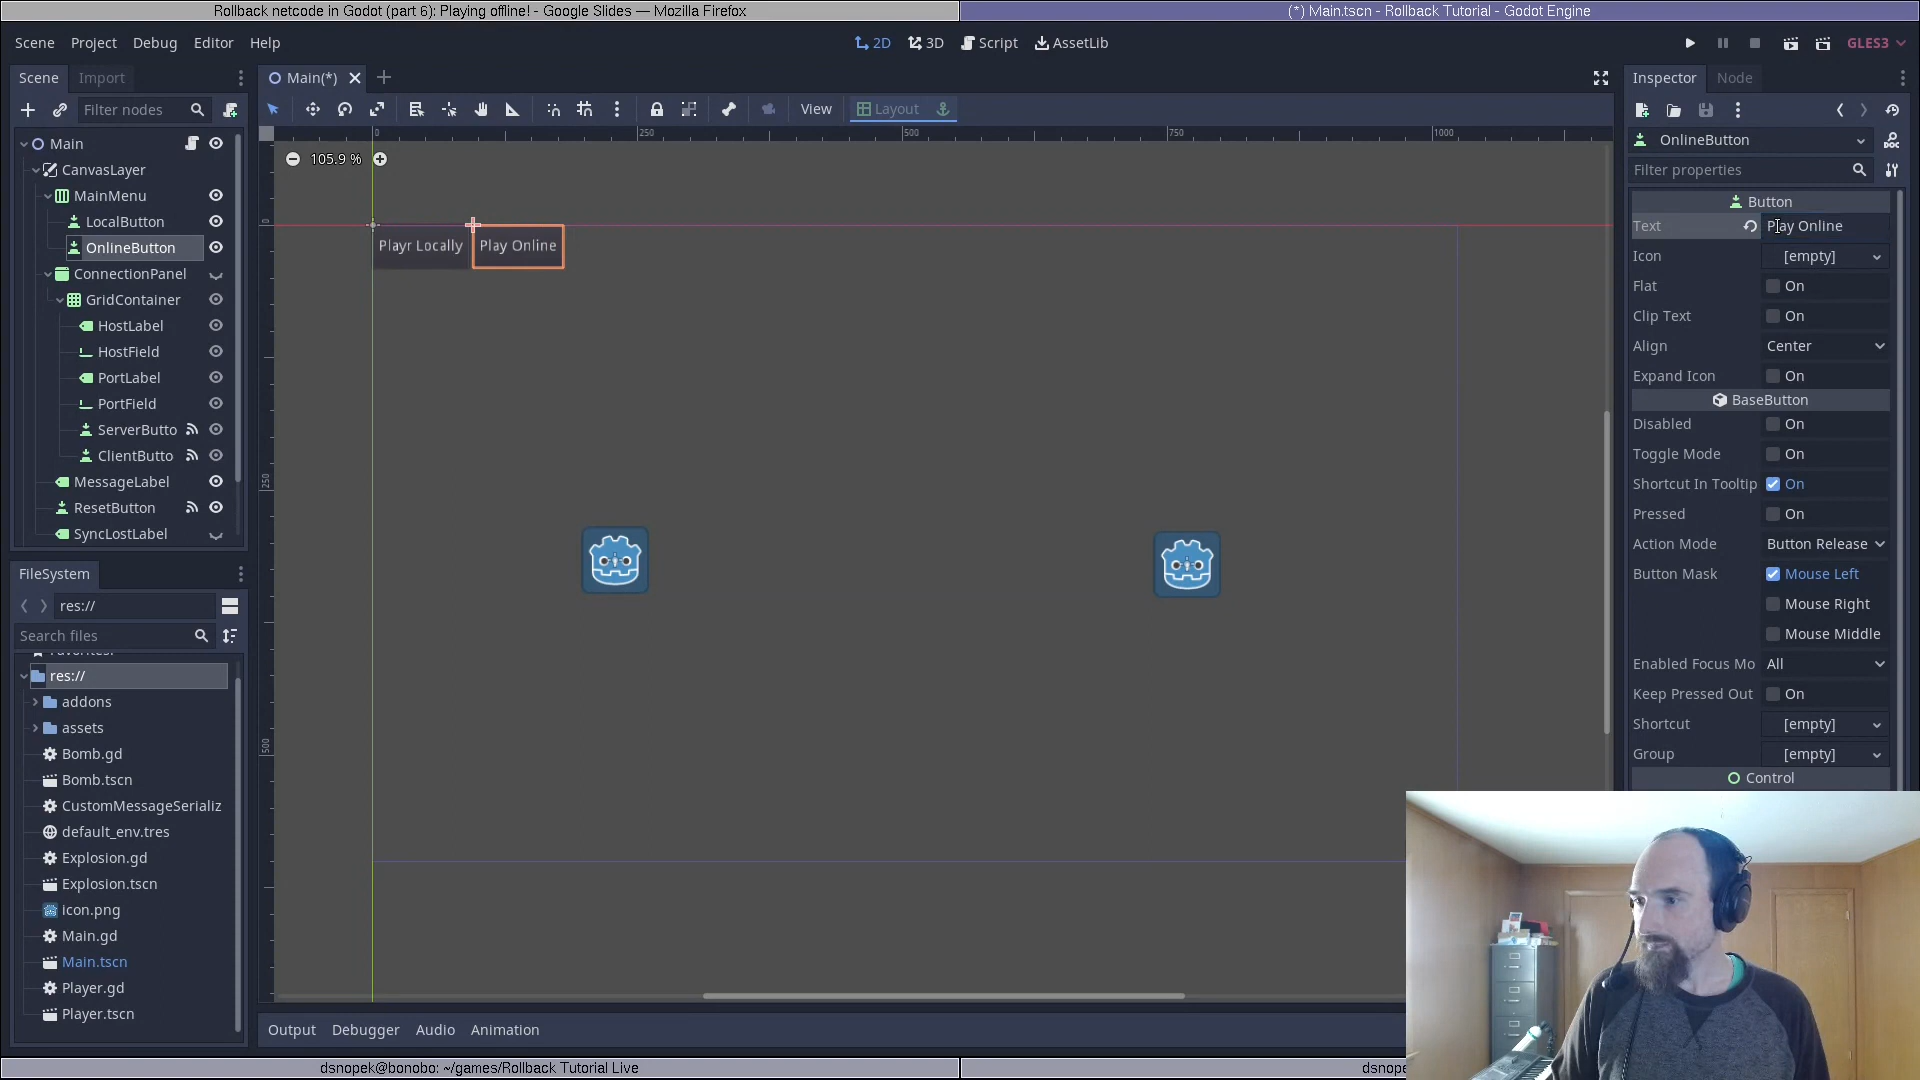 Rollback netcode in Godot (part 6): Playing offline! - Google Slides — Mozilla Firefox
(*) Main.tscn - Rollback Tutorial - Godot Engine
Scene Project Debug Editor Help
2D 3D Script AssetLib
GLES3
Scene Import
Main(*)
Inspector Node
Filter nodes
View Layout
Main
CanvasLayer
MainMenu
LocalButton
OnlineButton
ConnectionPanel
GridContainer
HostLabel
HostField
PortLabel
PortField
ServerButto
ClientButto
MessageLabel
ResetButton
SyncLostLabel
FileSystem
res://
Search files
res://
addons
assets
Bomb.gd
Bomb.tscn
CustomMessageSerializ
default_env.tres
Explosion.gd
Explosion.tscn
icon.png
Main.gd
Main.tscn
Player.gd
Player.tscn
0 250 500 750 1000
105.9 %
0
250
500
Playr Locally Play Online
Output Debugger Audio Animation
OnlineButton
Filter properties
Button
Text Play Online
Icon [empty]
Flat On
Clip Text On
Align Center
Expand Icon On
BaseButton
Disabled On
Toggle Mode On
Shortcut In Tooltip On
Pressed On
Action Mode Button Release
Button Mask Mouse Left
Mouse Right
Mouse Middle
Enabled Focus Mo All
Keep Pressed Out On
Shortcut [empty]
Group [empty]
Control
dsnopek@bonobo: ~/games/Rollback Tutorial Live
dsnope